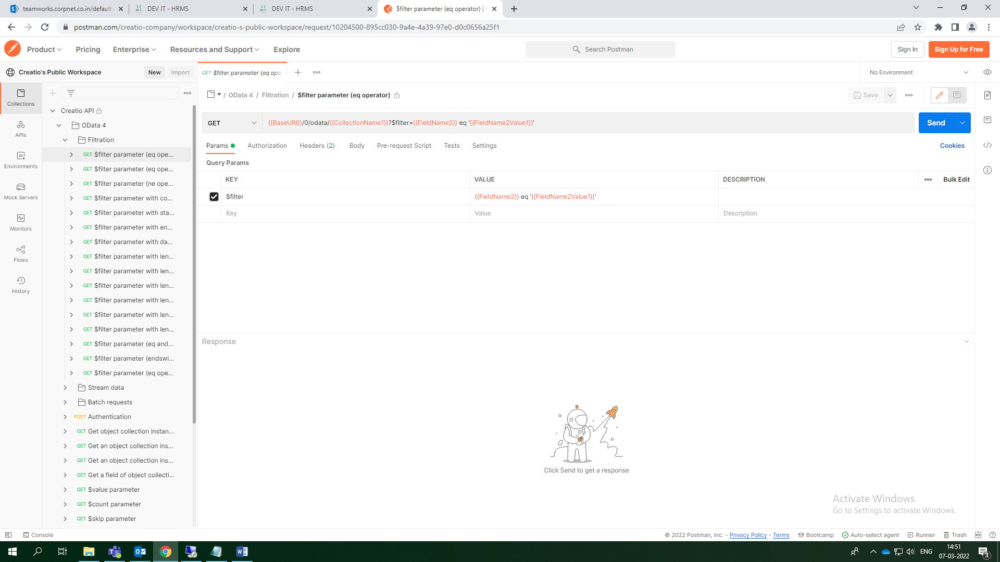 teamworks.corpnet.co.in/default.
DEV IT - HRMS
DEV IT - HRMS
$filter parameter (eq operator) |
postman.com/creatio-company/workspace/creatio-s-public-workspace/request/10204500-895cc030-9a4e-4a39-97e0-d0c0656a25f1
Product
Pricing
Enterprise
Resources and Support
Explore
Search Postman
Sign In
Sign Up for Free
Creatio's Public Workspace
New
Import
GET $filter parameter (eq ope
No Environment
Collections
APIs
Environments
Mock Servers
Monitors
Flows
History
Creatio API
OData 4
Filtration
GET $filter parameter (eq ope...
GET $filter parameter (eq ope...
GET $filter parameter (ne ope...
GET $filter parameter with co...
GET $filter parameter with sta...
GET $filter parameter with en...
GET $filter parameter with da...
GET $filter parameter with len...
GET $filter parameter with len...
GET $filter parameter with len...
GET $filter parameter with len...
GET $filter parameter with len...
GET $filter parameter with len...
GET $filter parameter (eq and...
GET $filter parameter (endswi...
GET $filter parameter (eq ope...
Stream data
Batch requests
POST Authentication
GET Get object collection instan...
GET Get an object collection ins...
GET Get an object collection ins...
GET Get a field of object collecti...
GET $value parameter
GET $count parameter
GET $skip parameter
/ OData 4 / Filtration / $filter parameter (eq operator)
Save
GET
{{BaseURI}}/0/odata/{{CollectionName1}}?$filter={{FieldName2}} eq '{{FieldName2Value1}}'
Send
Params
Authorization
Headers (2)
Body
Pre-request Script
Tests
Settings
Cookies
Query Params
KEY
VALUE
DESCRIPTION
Bulk Edit
$filter
{{FieldName2}} eq '{{FieldName2Value1}}'
Key
Value
Description
Response
Click Send to get a response
Activate Windows
Go to Settings to activate Windows.
Console
© 2022 Postman, Inc. - Privacy Policy - Terms
Bootcamp
Auto-select agent
Runner
Trash
ENG
14:51
07-03-2022
3